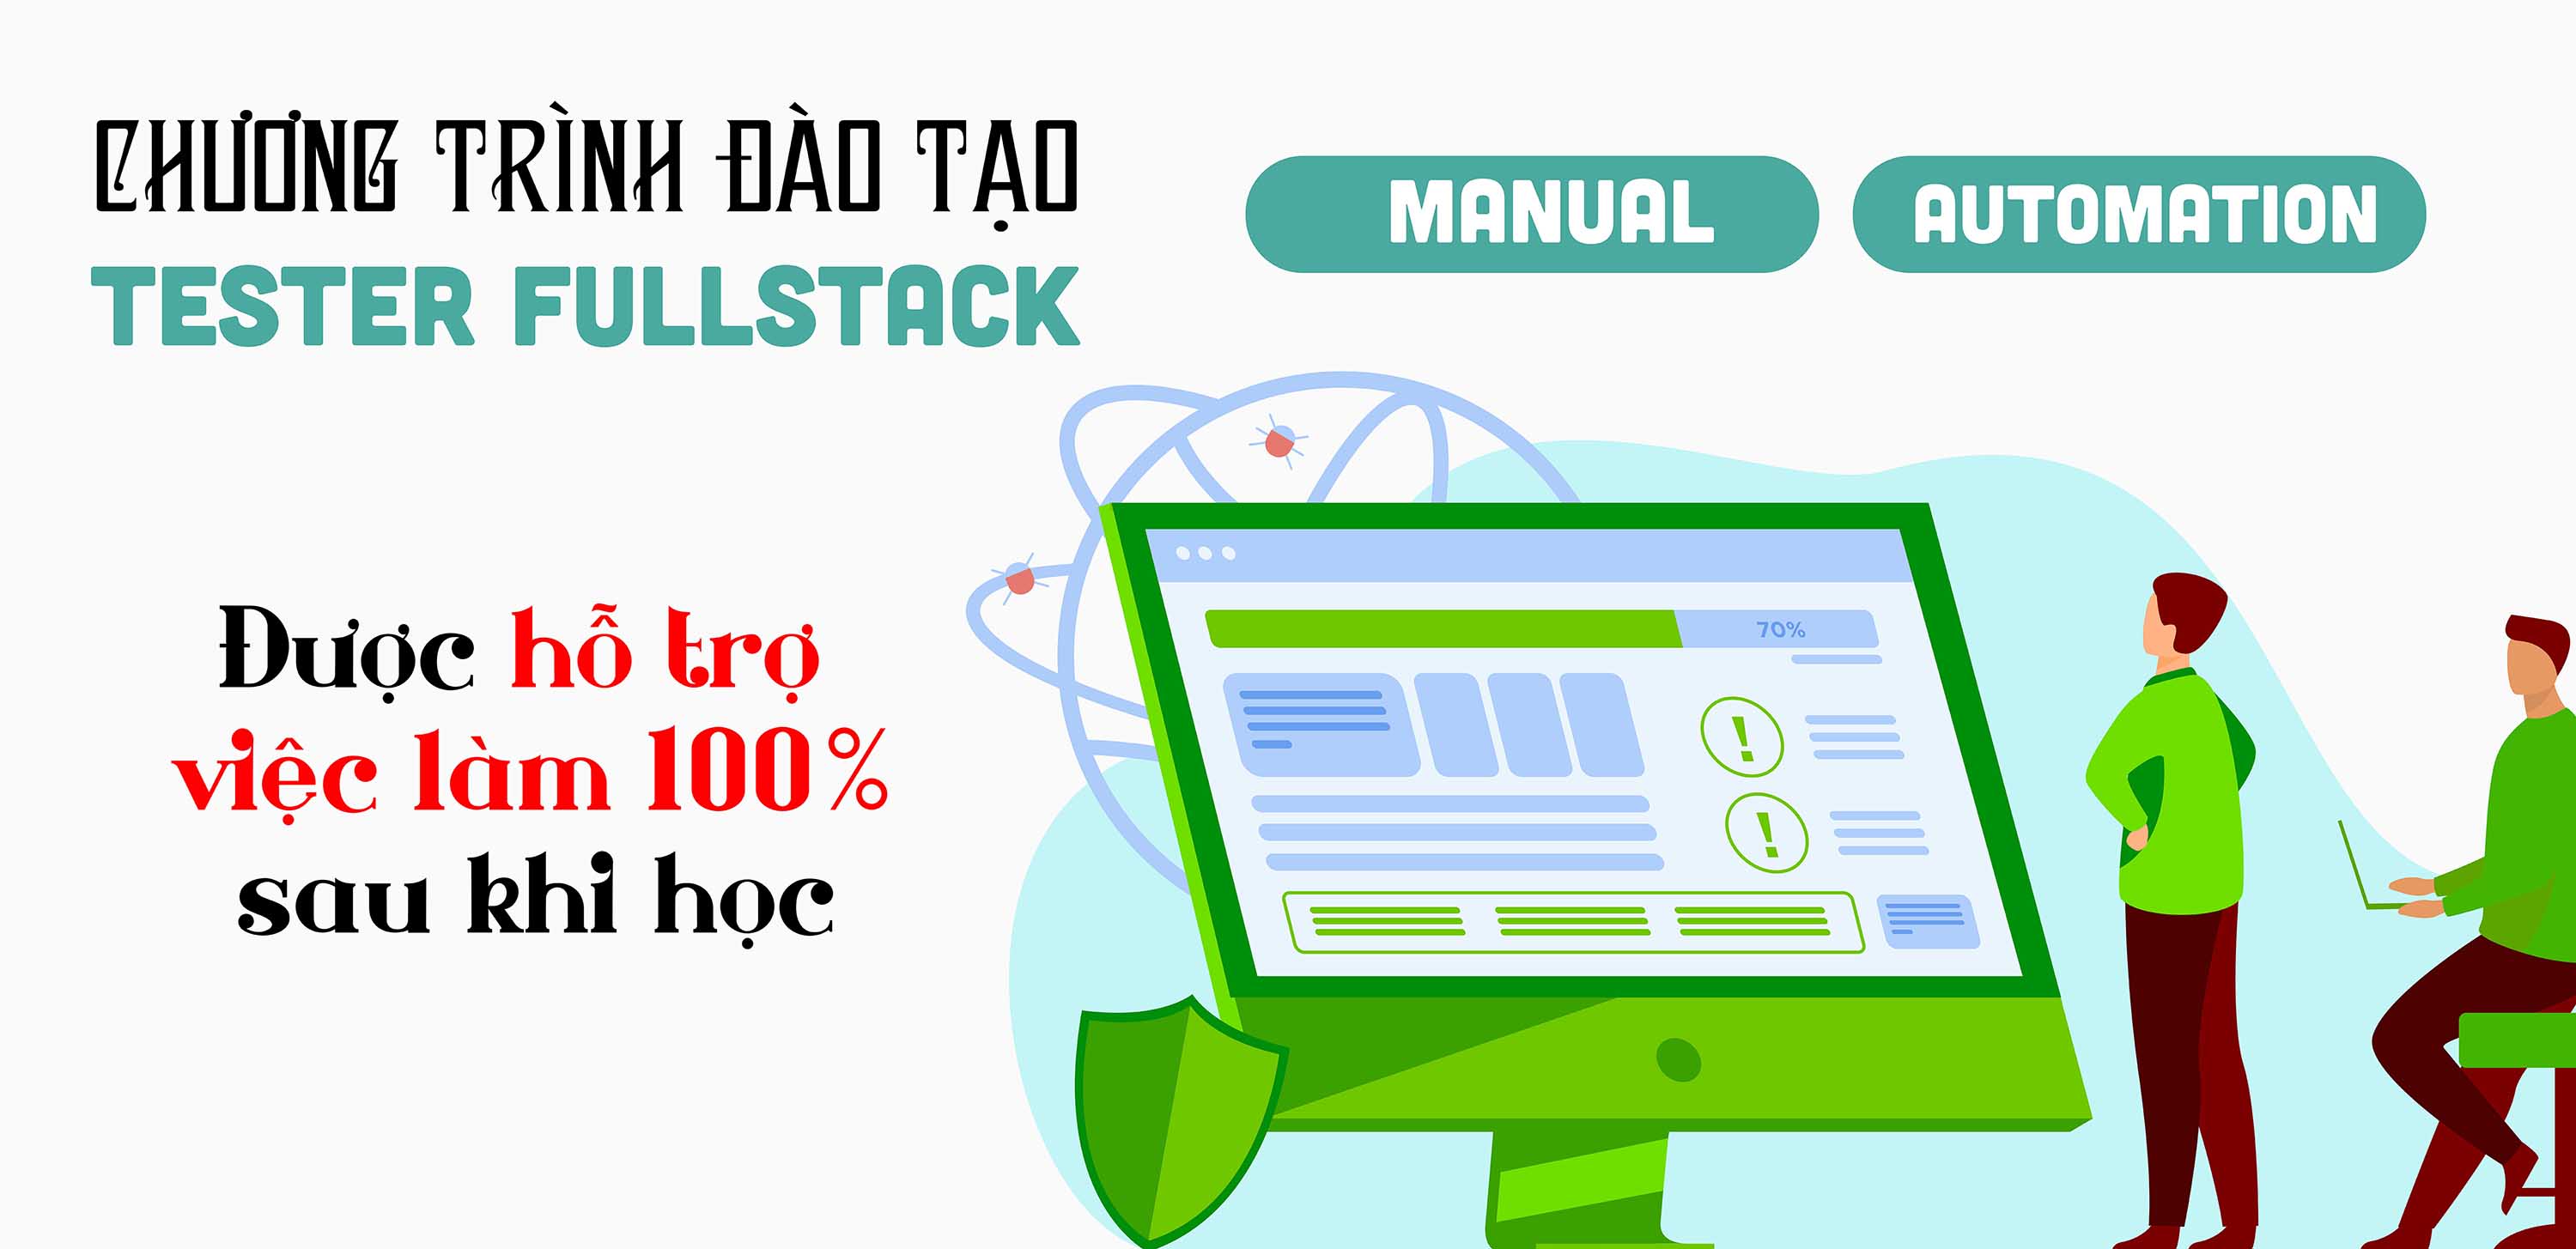 CHƯƠNG TRÌNH ĐÀO TẠO
TESTER FULLSTACK
MANUAL
AUTOMATION
Được hỗ trợ
việc làm 100%
sau khi học
70%